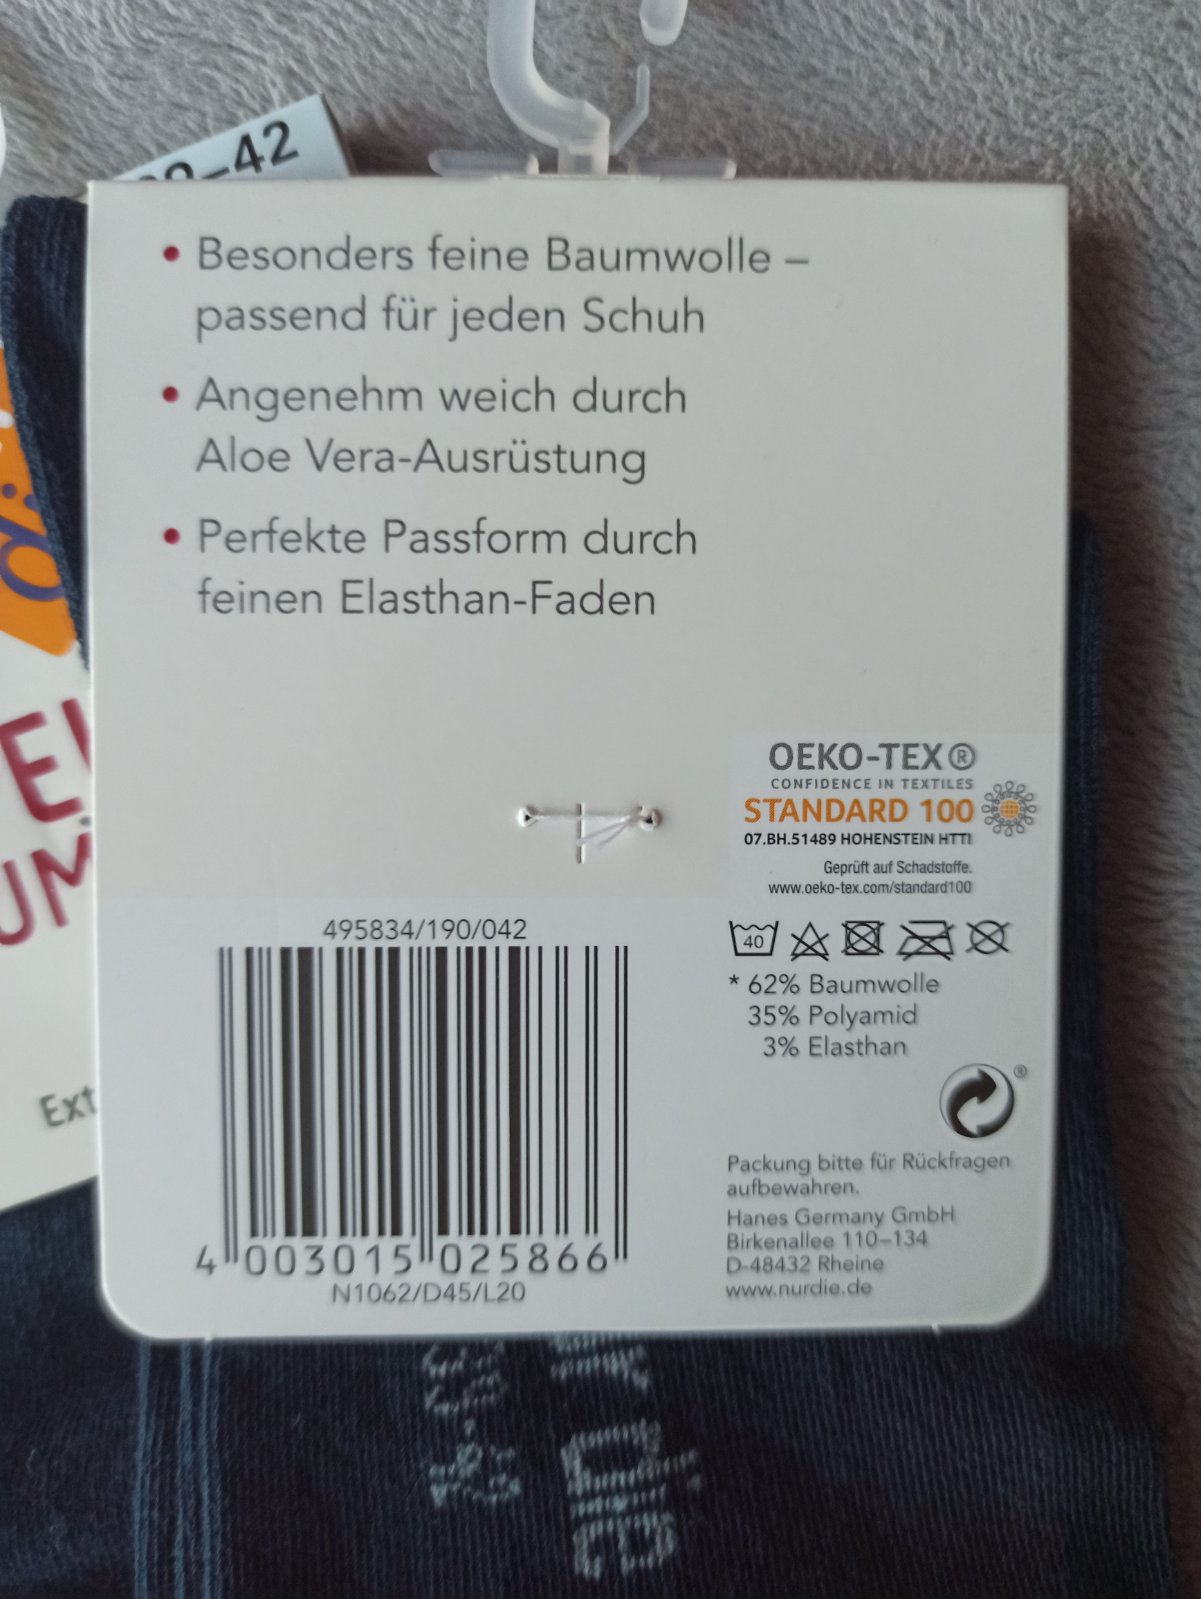 -42
• Besonders feine Baumwolle –
passend für jeden Schuh
• Angenehm weich durch
Aloe Vera-Ausrüstung
• Perfekte Passform durch
feinen Elasthan-Faden
OEKO-TEX®
CONFIDENCE IN TEXTILES
STANDARD 100
07.BH.51489 HOHENSTEIN HTTI
Geprüft auf Schadstoffe.
www.oeko-tex.com/standard100
495834/190/042
4 003015 025866
N1062/D45/L20
40
* 62% Baumwolle
35% Polyamid
3% Elasthan
®
Packung bitte für Rückfragen
aufbewahren.
Hanes Germany GmbH
Birkenallee 110–134
D-48432 Rheine
www.nurdie.de
Ext
die